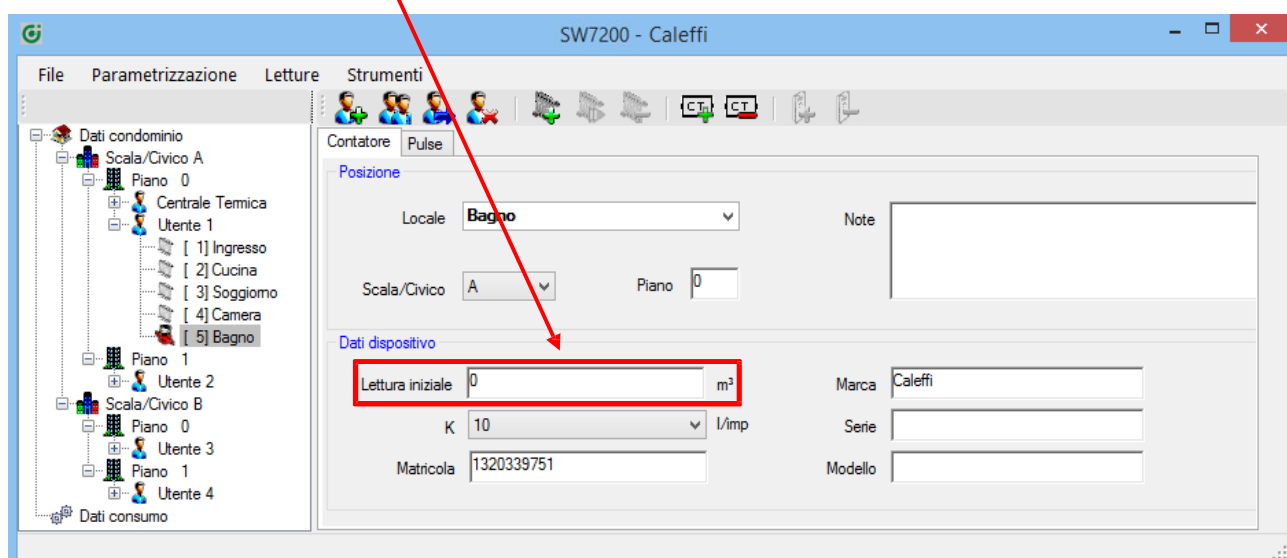 SW7200 - Caleffi
File Parametrizzazione Letture Strumenti
Dati condominio
Scala/Civico A
Piano 0
Centrale Termica
Utente 1
[ 1] Ingresso
[ 2] Cucina
[ 3] Soggiorno
[ 4] Camera
[ 5] Bagno
Piano 1
Utente 2
Scala/Civico B
Piano 0
Utente 3
Piano 1
Utente 4
Dati consumo
CT CT
Contatore Pulse
Posizione
Locale Bagno Note
Scala/Civico A Piano 0
Dati dispositivo
Lettura iniziale 0 m³ Marca Caleffi
K 10 l/imp Serie
Matricola 1320339751 Modello